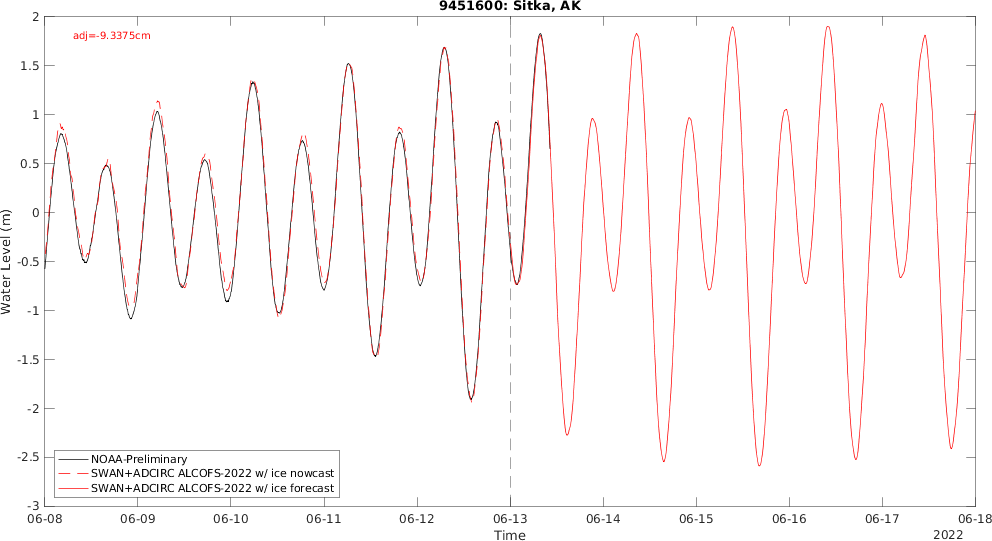 9451600: Sitka, AK
adj=-9.3375cm
Water Level (m)
2
1.5
1
0.5
0
-0.5
-1
-1.5
-2
-2.5
-3
NOAA-Preliminary
SWAN+ADCIRC ALCOFS-2022 w/ ice nowcast
SWAN+ADCIRC ALCOFS-2022 w/ ice forecast
06-08 06-09 06-10 06-11 06-12 06-13 06-14 06-15 06-16 06-17 06-18
Time
2022